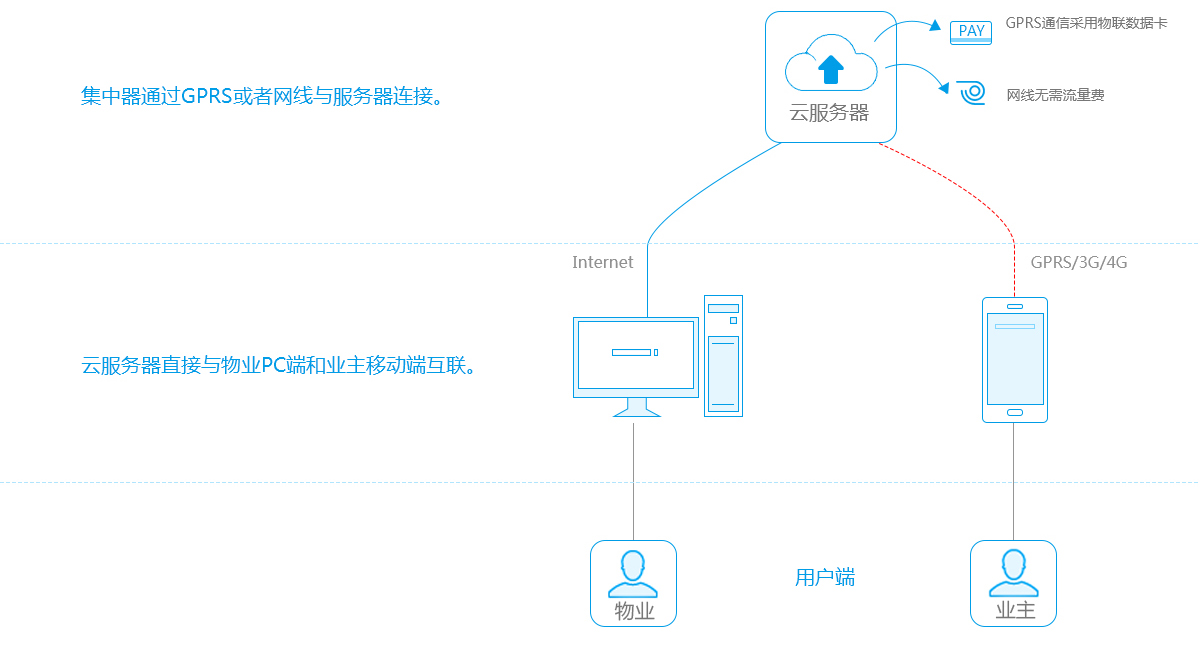 PAY
GPRS通信采用物联数据卡
集中器通过GPRS或者网线与服务器连接。
网线无需流量费
云服务器
Internet
GPRS/3G/4G
云服务器直接与物业PC端和业主移动端互联。
用户端
物业
业主